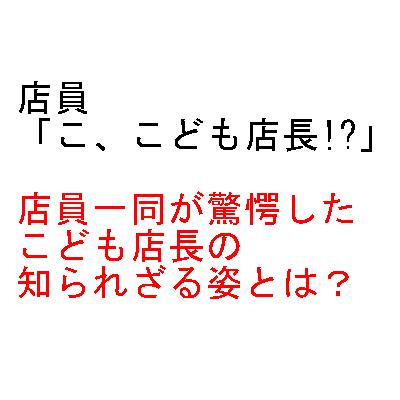 店員
「こ、こども店長!?」
店員一同が驚愕した
こども店長の
知られざる姿とは？